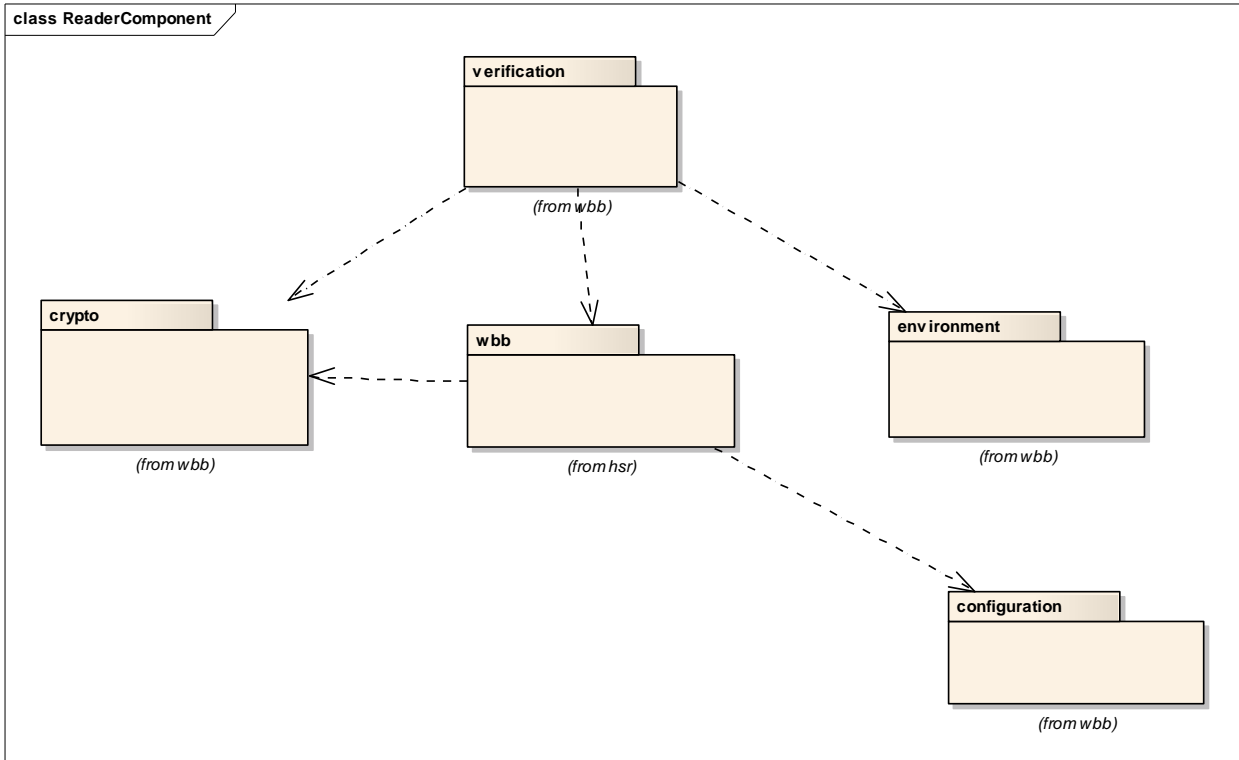 class ReaderComponent
verification
(from wbb)
crypto
(from wbb)
wbb
(from hsr)
environment
(from wbb)
configuration
(from wbb)